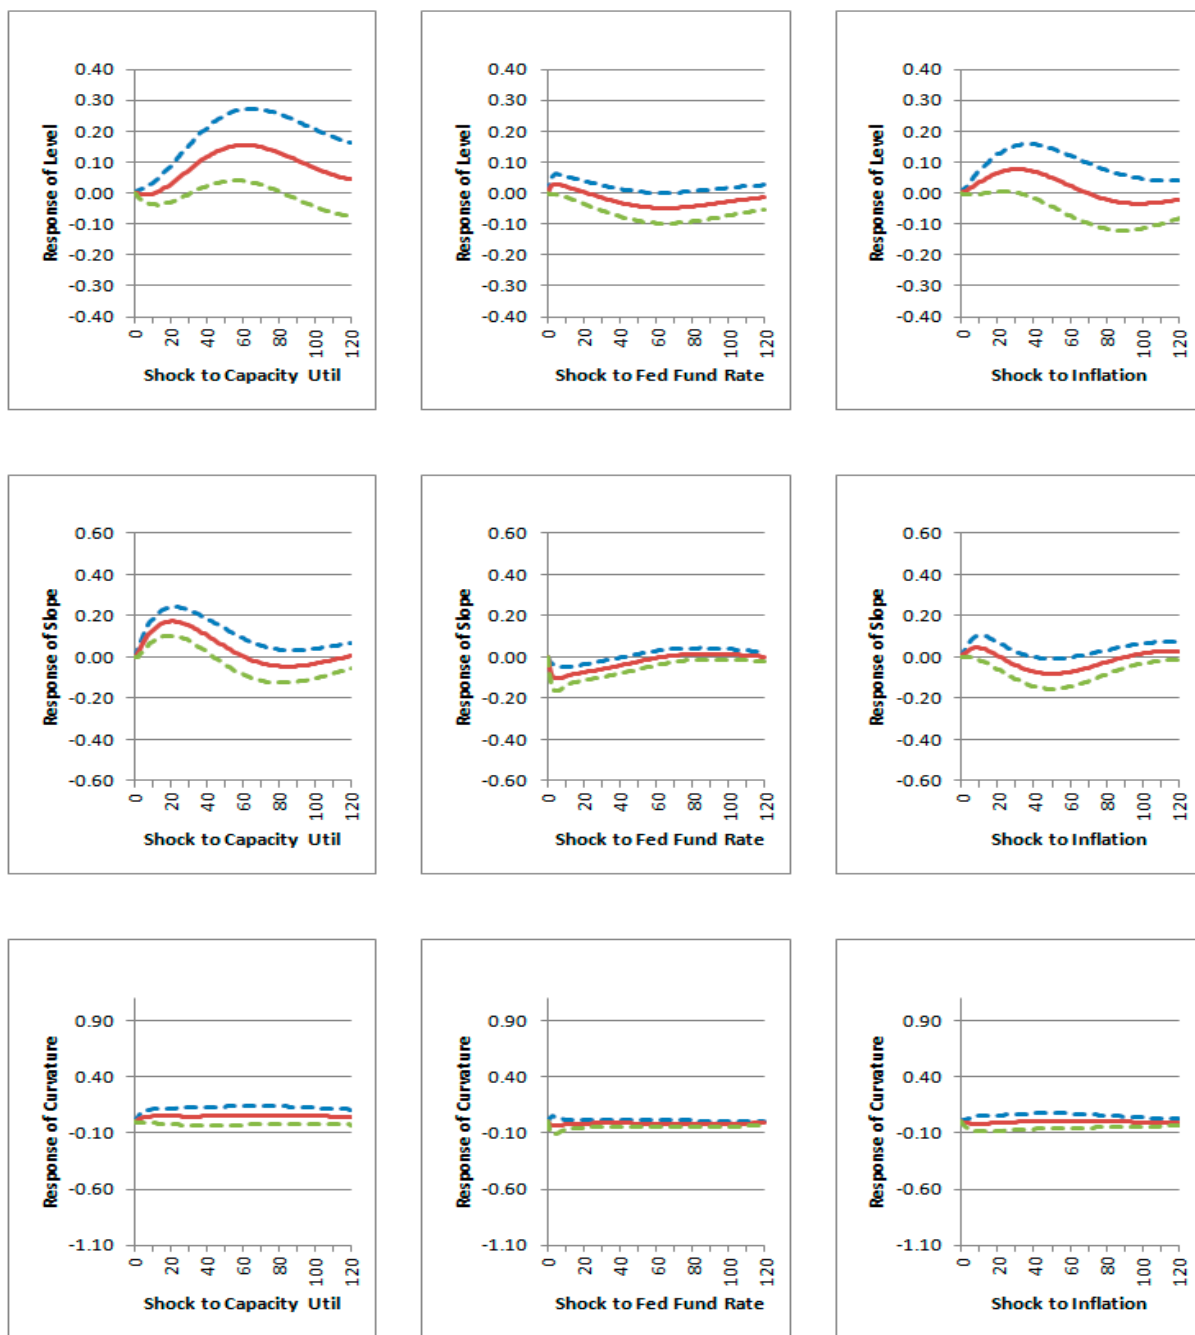 Response of Level
0.40
0.30
0.20
0.10
0.00
-0.10
-0.20
-0.30
-0.40
0 20 40 60 80 100 120
Shock to Capacity Util
Response of Level
0.40
0.30
0.20
0.10
0.00
-0.10
-0.20
-0.30
-0.40
0 20 40 60 80 100 120
Shock to Fed Fund Rate
Response of Level
0.40
0.30
0.20
0.10
0.00
-0.10
-0.20
-0.30
-0.40
0 20 40 60 80 100 120
Shock to Inflation
Response of Slope
0.60
0.40
0.20
0.00
-0.20
-0.40
-0.60
0 20 40 60 80 100 120
Shock to Capacity Util
Response of Slope
0.60
0.40
0.20
0.00
-0.20
-0.40
-0.60
0 20 40 60 80 100 120
Shock to Fed Fund Rate
Response of Slope
0.60
0.40
0.20
0.00
-0.20
-0.40
-0.60
0 20 40 60 80 100 120
Shock to Inflation
Response of Curvature
0.90
0.40
-0.10
-0.60
-1.10
0 20 40 60 80 100 120
Shock to Capacity Util
Response of Curvature
0.90
0.40
-0.10
-0.60
-1.10
0 20 40 60 80 100 120
Shock to Fed Fund Rate
Response of Curvature
0.90
0.40
-0.10
-0.60
-1.10
0 20 40 60 80 100 120
Shock to Inflation